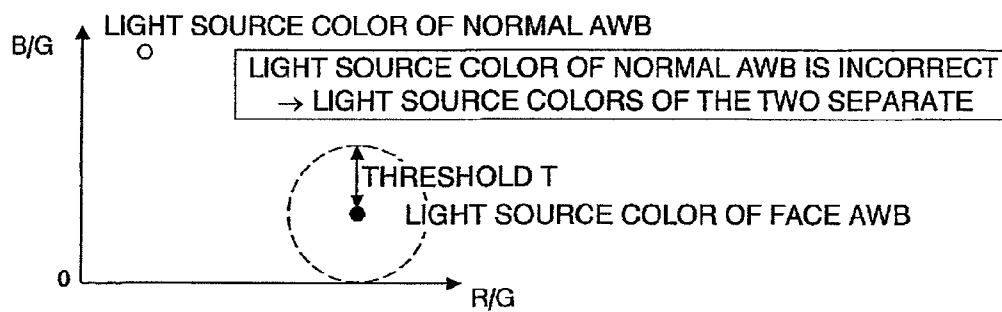 LIGHT SOURCE COLOR OF NORMAL AWB
B/G
LIGHT SOURCE COLOR OF NORMAL AWB IS INCORRECT
→ LIGHT SOURCE COLORS OF THE TWO SEPARATE
THRESHOLD T
LIGHT SOURCE COLOR OF FACE AWB
0
R/G